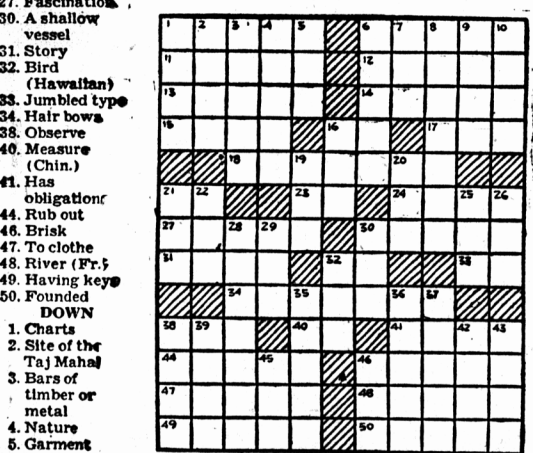 27. Fascination
30. A shallow
vessel
31. Story
32. Bird
(Hawaiian)
33. Jumbled type
34. Hair bows
38. Observe
40. Measure
(Chin.)
41. Has
obligations
44. Rub out
46. Brisk
47. To clothe
48. River (Fr.)
49. Having keys
50. Founded
DOWN
1. Charts
2. Site of the
Taj Mahal
3. Bars of
timber or
metal
4. Nature
5. Garment
1 2 3 4 5 6 7 8 9 10
11 12
13 14
15 16 17
18 19 20
21 22 23 24 25 26
27 28 29 30
31 32 33
34 35 36 37
38 39 40 41 42 43
44 45 46
47 48
49 50